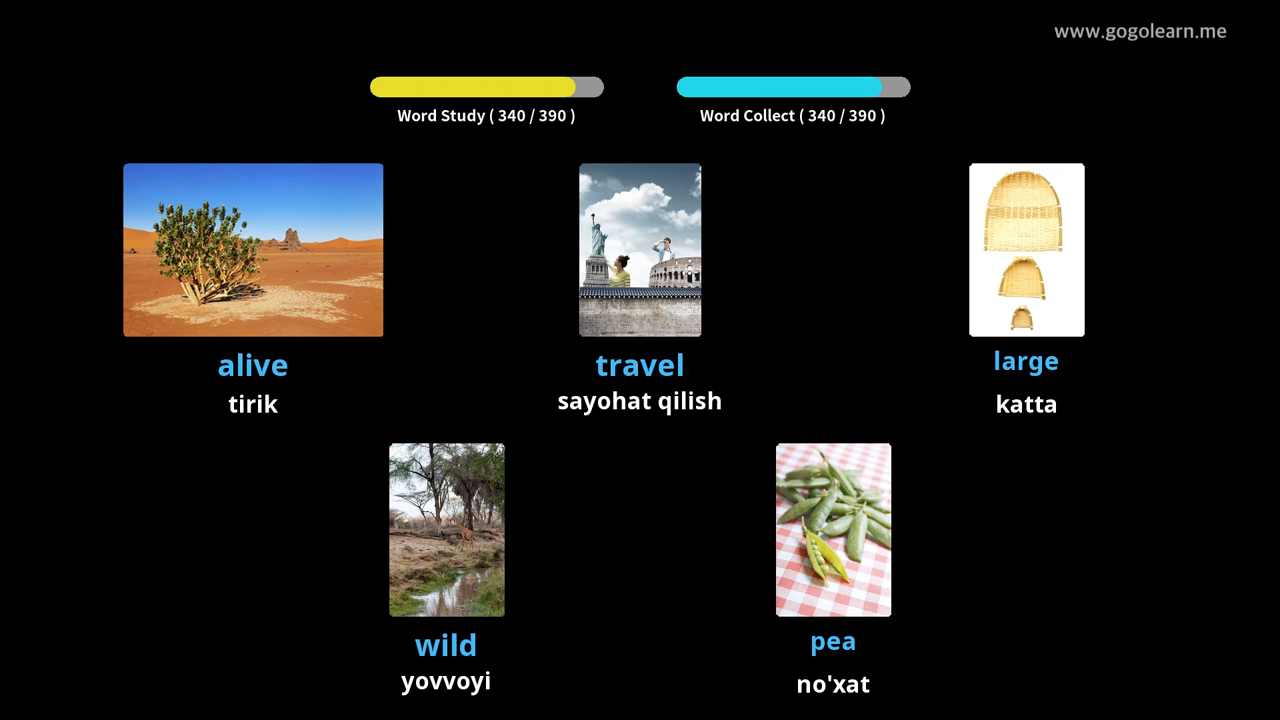 www.gogolearn.me
Word Study ( 340 / 390 )
Word Collect ( 340 / 390 )
alive
tirik
travel
sayohat qilish
large
katta
wild
yovvoyi
pea
no'xat